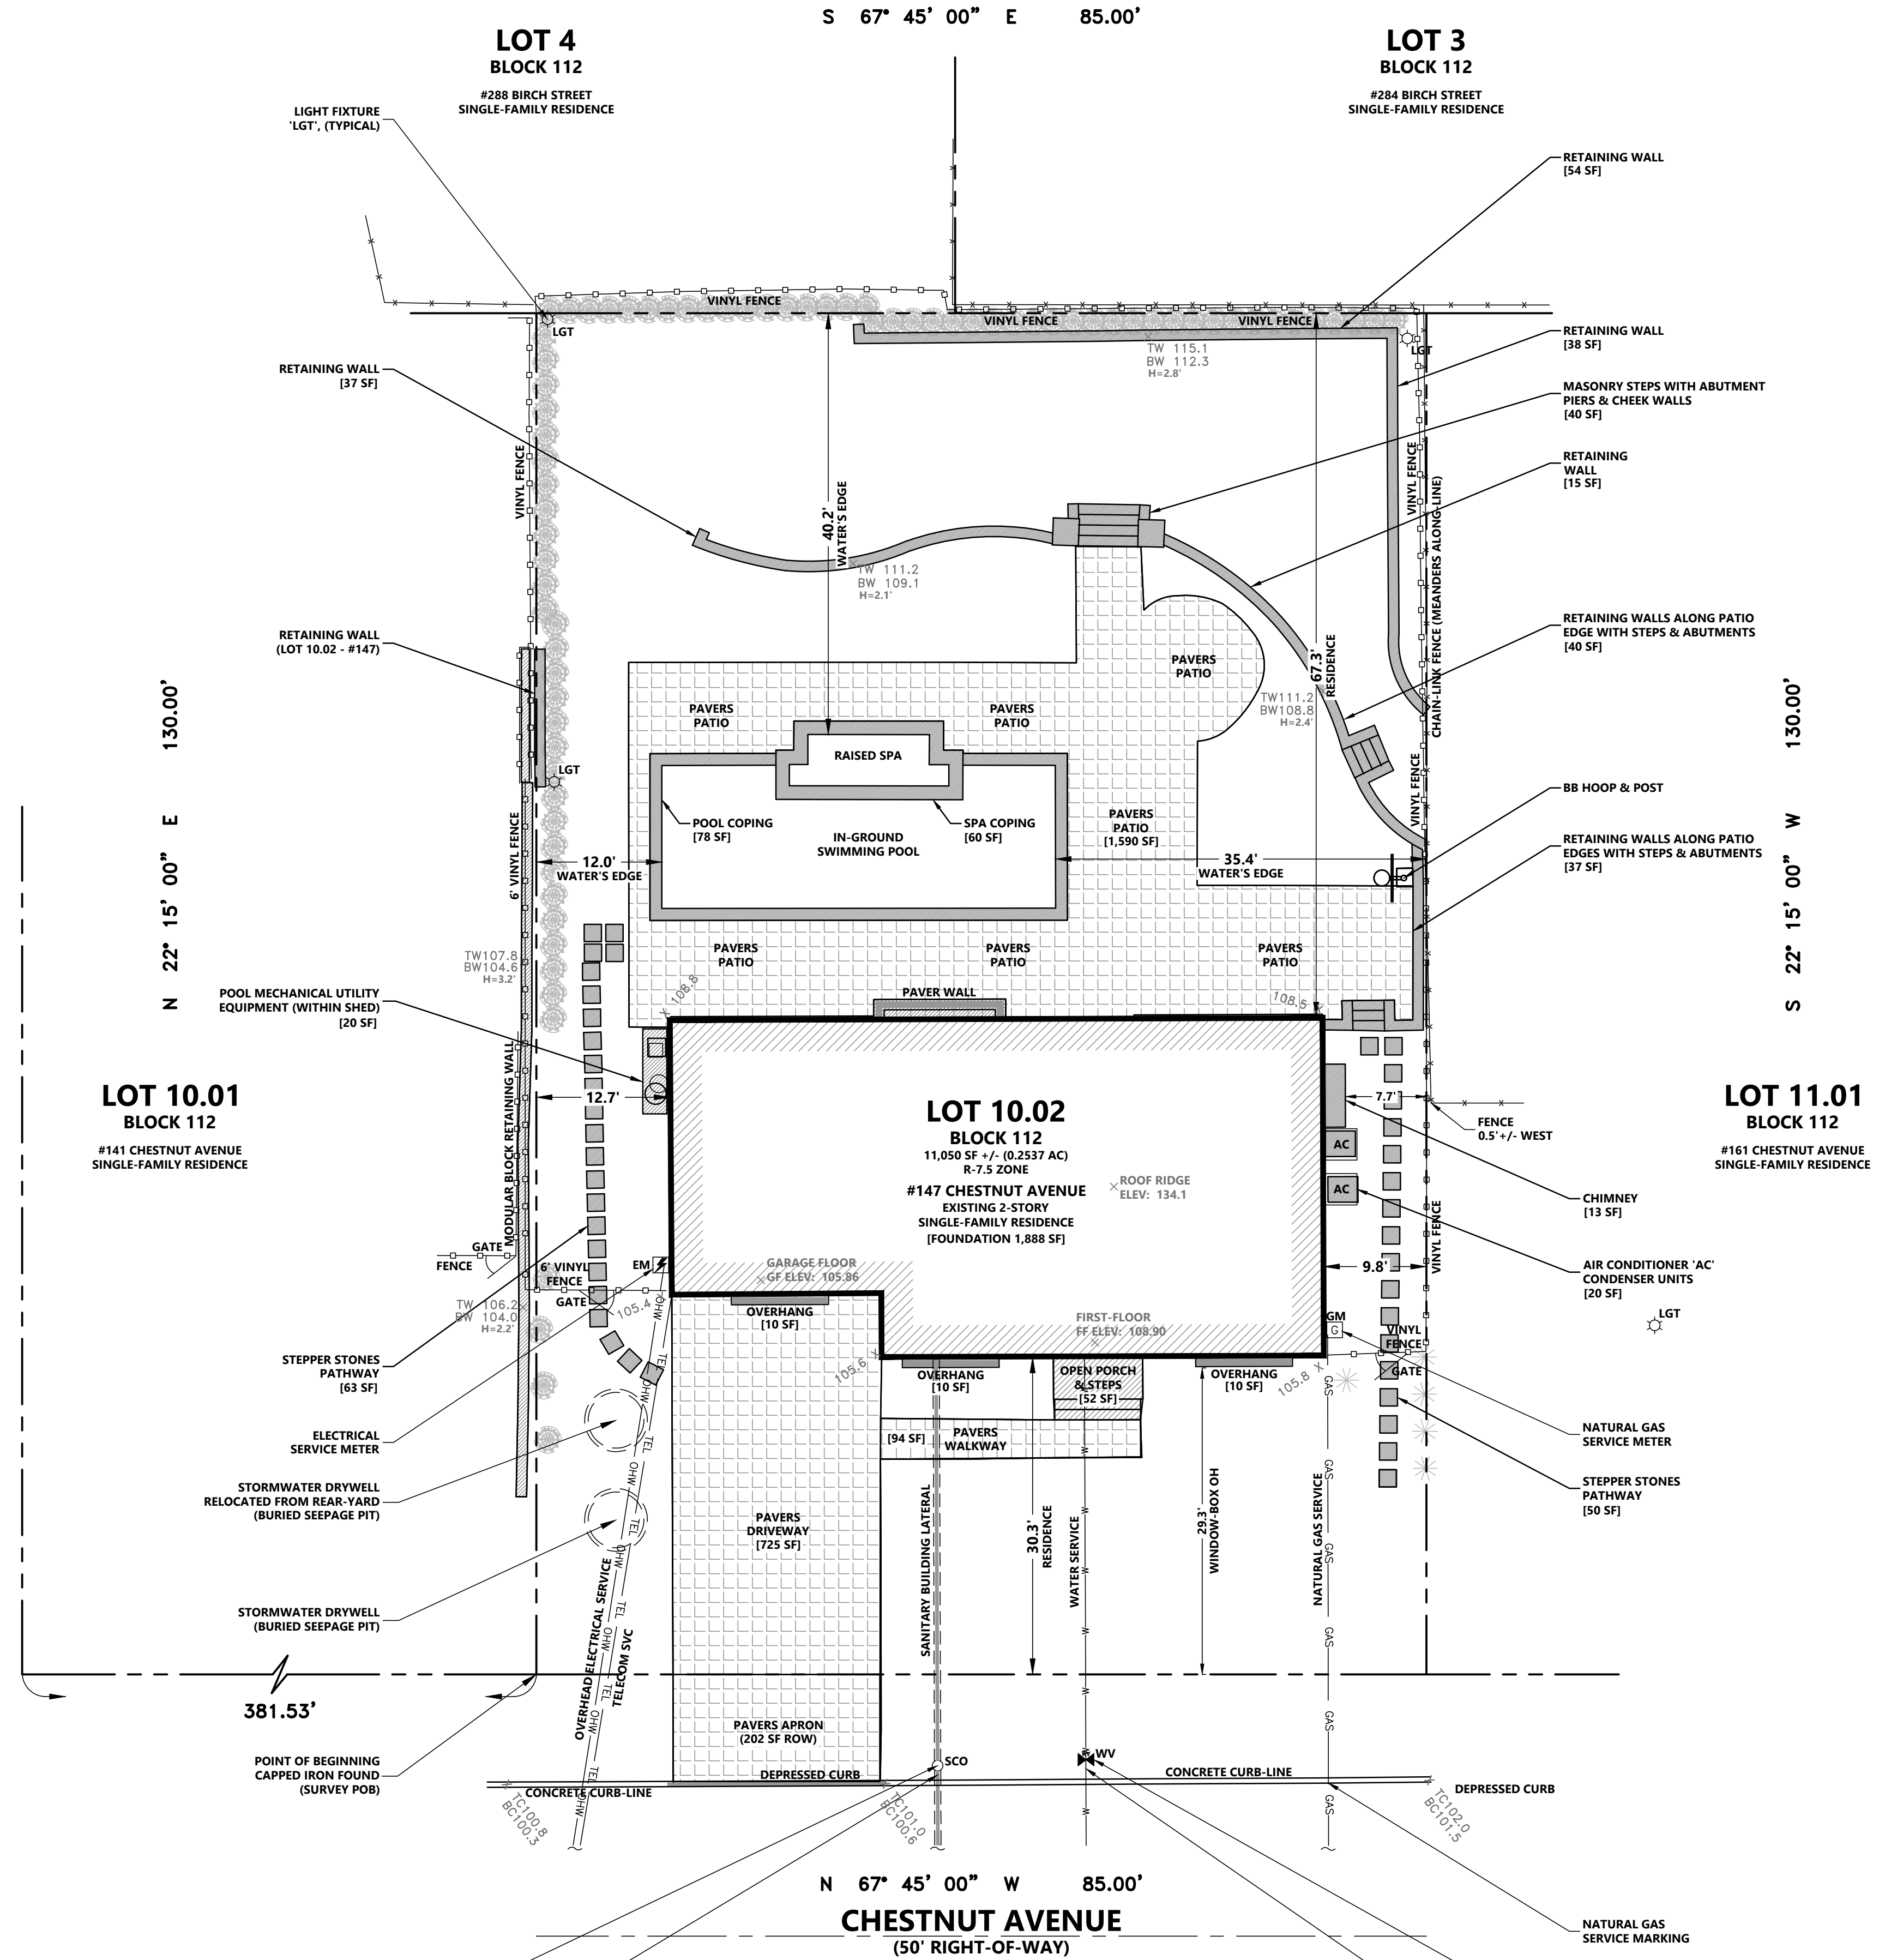 S 67° 45' 00" E 85.00'
LOT 4
BLOCK 112
#288 BIRCH STREET
SINGLE-FAMILY RESIDENCE
LOT 3
BLOCK 112
#284 BIRCH STREET
SINGLE-FAMILY RESIDENCE
LIGHT FIXTURE
'LGT', (TYPICAL)
RETAINING WALL
[54 SF]
VINYL FENCE
VINYL FENCE
VINYL FENCE
LGT
LGT
TW 115.1
BW 112.3
H=2.8'
RETAINING WALL
[38 SF]
RETAINING WALL
[37 SF]
MASONRY STEPS WITH ABUTMENT
PIERS & CHEEK WALLS
[40 SF]
RETAINING
WALL
[15 SF]
VINYL FENCE
40.2'
WATER'S EDGE
VINYL FENCE
CHAIN-LINK FENCE (MEANDERS ALONG-LINE)
TW 111.2
BW 109.1
H=2.1'
RETAINING WALL
(LOT 10.02 - #147)
67.3'
RESIDENCE
RETAINING WALLS ALONG PATIO
EDGE WITH STEPS & ABUTMENTS
[40 SF]
PAVERS
PATIO
TW111.2
BW108.8
H=2.4'
PAVERS
PATIO
PAVERS
PATIO
N 22° 15' 00" E 130.00'
S 22° 15' 00" W 130.00'
RAISED SPA
LGT
VINYL FENCE
BB HOOP & POST
POOL COPING
[78 SF]
IN-GROUND
SWIMMING POOL
SPA COPING
[60 SF]
PAVERS
PATIO
[1,590 SF]
6' VINYL FENCE
12.0'
WATER'S EDGE
35.4'
WATER'S EDGE
RETAINING WALLS ALONG PATIO
EDGES WITH STEPS & ABUTMENTS
[37 SF]
TW107.8
BW104.6
H=3.2'
PAVERS
PATIO
PAVERS
PATIO
PAVERS
PATIO
108.8
PAVER WALL
108.5
POOL MECHANICAL UTILITY
EQUIPMENT (WITHIN SHED)
[20 SF]
LOT 10.01
BLOCK 112
#141 CHESTNUT AVENUE
SINGLE-FAMILY RESIDENCE
MODULAR BLOCK RETAINING WALL
12.7'
LOT 10.02
BLOCK 112
11,050 SF +/- (0.2537 AC)
R-7.5 ZONE
#147 CHESTNUT AVENUE
EXISTING 2-STORY
SINGLE-FAMILY RESIDENCE
[FOUNDATION 1,888 SF]
ROOF RIDGE
ELEV: 134.1
7.7'
AC
AC
FENCE
0.5'+/- WEST
LOT 11.01
BLOCK 112
#161 CHESTNUT AVENUE
SINGLE-FAMILY RESIDENCE
CHIMNEY
[13 SF]
AIR CONDITIONER 'AC'
CONDENSER UNITS
[20 SF]
VINYL FENCE
9.8'
GATE
FENCE
6' VINYL
FENCE
GATE
EM
GARAGE FLOOR
GF ELEV: 105.86
TW 106.2
BW 104.0
H=2.2'
105.4
OVERHANG
[10 SF]
FIRST-FLOOR
FF ELEV: 108.90
GM
G
VINYL
FENCE
GATE
LGT
STEPPER STONES
PATHWAY
[63 SF]
105.6
OVERHANG
[10 SF]
OPEN PORCH
& STEPS
[52 SF]
OVERHANG
[10 SF]
105.8
ELECTRICAL
SERVICE METER
[94 SF]
PAVERS
WALKWAY
NATURAL GAS
SERVICE METER
STORMWATER DRYWELL
RELOCATED FROM REAR-YARD
(BURIED SEEPAGE PIT)
STEPPER STONES
PATHWAY
[50 SF]
PAVERS
DRIVEWAY
[725 SF]
SANITARY BUILDING LATERAL
30.3'
RESIDENCE
WATER SERVICE
29.3'
WINDOW-BOX OH
NATURAL GAS SERVICE
STORMWATER DRYWELL
(BURIED SEEPAGE PIT)
OVERHEAD ELECTRICAL SERVICE
TELECOM SVC
OHW TEL OHW TEL OHW TEL OHW TEL OHW TEL OHW
W W W W W W
GAS GAS GAS GAS GAS GAS
381.53'
POINT OF BEGINNING
CAPPED IRON FOUND
(SURVEY POB)
PAVERS APRON
(202 SF ROW)
SCO
WV
DEPRESSED CURB
CONCRETE CURB-LINE
CONCRETE CURB-LINE
DEPRESSED CURB
TC100.8
BC100.3
TC101.0
BC100.6
TC102.0
BC101.5
N 67° 45' 00" W 85.00'
CHESTNUT AVENUE
(50' RIGHT-OF-WAY)
NATURAL GAS
SERVICE MARKING